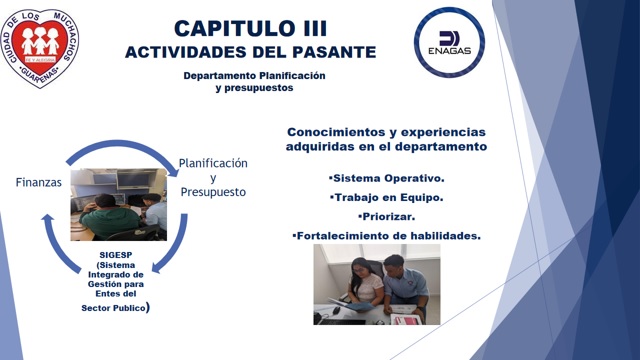 CIUDAD DE LOS MUCHACHOS
FE Y ALEGRIA
GUARENAS
CAPITULO III
ACTIVIDADES DEL PASANTE
Departamento Planificación
y presupuestos
ENAGAS
Finanzas
Planificación
y
Presupuesto
SIGESP
(Sistema
Integrado de
Gestión para
Entes del
Sector Publico)
Conocimientos y experiencias
adquiridas en el departamento
•Sistema Operativo.
•Trabajo en Equipo.
•Priorizar.
•Fortalecimiento de habilidades.